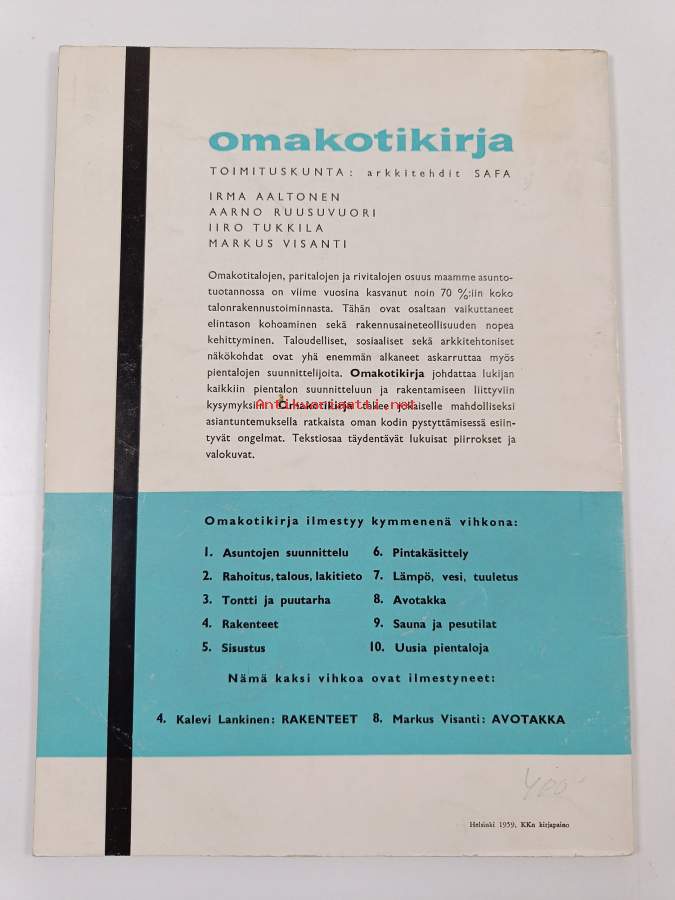 omakotikirja
TOIMITUSKUNTA: arkkitehdit SAFA
IRMA AALTONEN
AARNO RUUSUVUORI
IIRO TUKKILA
MARKUS VISANTI
Omakotitalojen, paritalojen ja rivitalojen osuus maamme asunto-
tuotannossa on viime vuosina kasvanut noin 70 %:iin koko
talonrakennustoiminnasta. Tähän ovat osaltaan vaikuttaneet
elintason kohoaminen sekä rakennusaineteollisuuden nopea
kehittyminen. Taloudelliset, sosiaaliset sekä arkkitehtoniset
näkökohdat ovat yhä enemmän alkaneet askarruttaa myös
pientalojen suunnittelijoita. Omakotikirja johdattaa lukijan
kaikkiin pientalon suunnitteluun ja rakentamiseen liittyviin
kysymyksiin. Omakotikirja tekee jokaiselle mahdolliseksi
Antikvariaatti.net
asiantuntemuksella ratkaista oman kodin pystyttämisessä esiin-
tyvät ongelmat. Tekstiosaa täydentävät lukuisat piirrokset ja
valokuvat.
Omakotikirja ilmestyy kymmenenä vihkona:
1. Asuntojen suunnittelu
2. Rahoitus, talous, lakitieto
3. Tontti ja puutarha
4. Rakenteet
5. Sisustus
6. Pintakäsittely
7. Lämpö, vesi, tuuletus
8. Avotakka
9. Sauna ja pesutilat
10. Uusia pientaloja
Nämä kaksi vihkoa ovat ilmestyneet:
4. Kalevi Lankinen: RAKENTEET 8. Markus Visanti: AVOTAKKA
400
Helsinki 1959, KKn kirjapaino